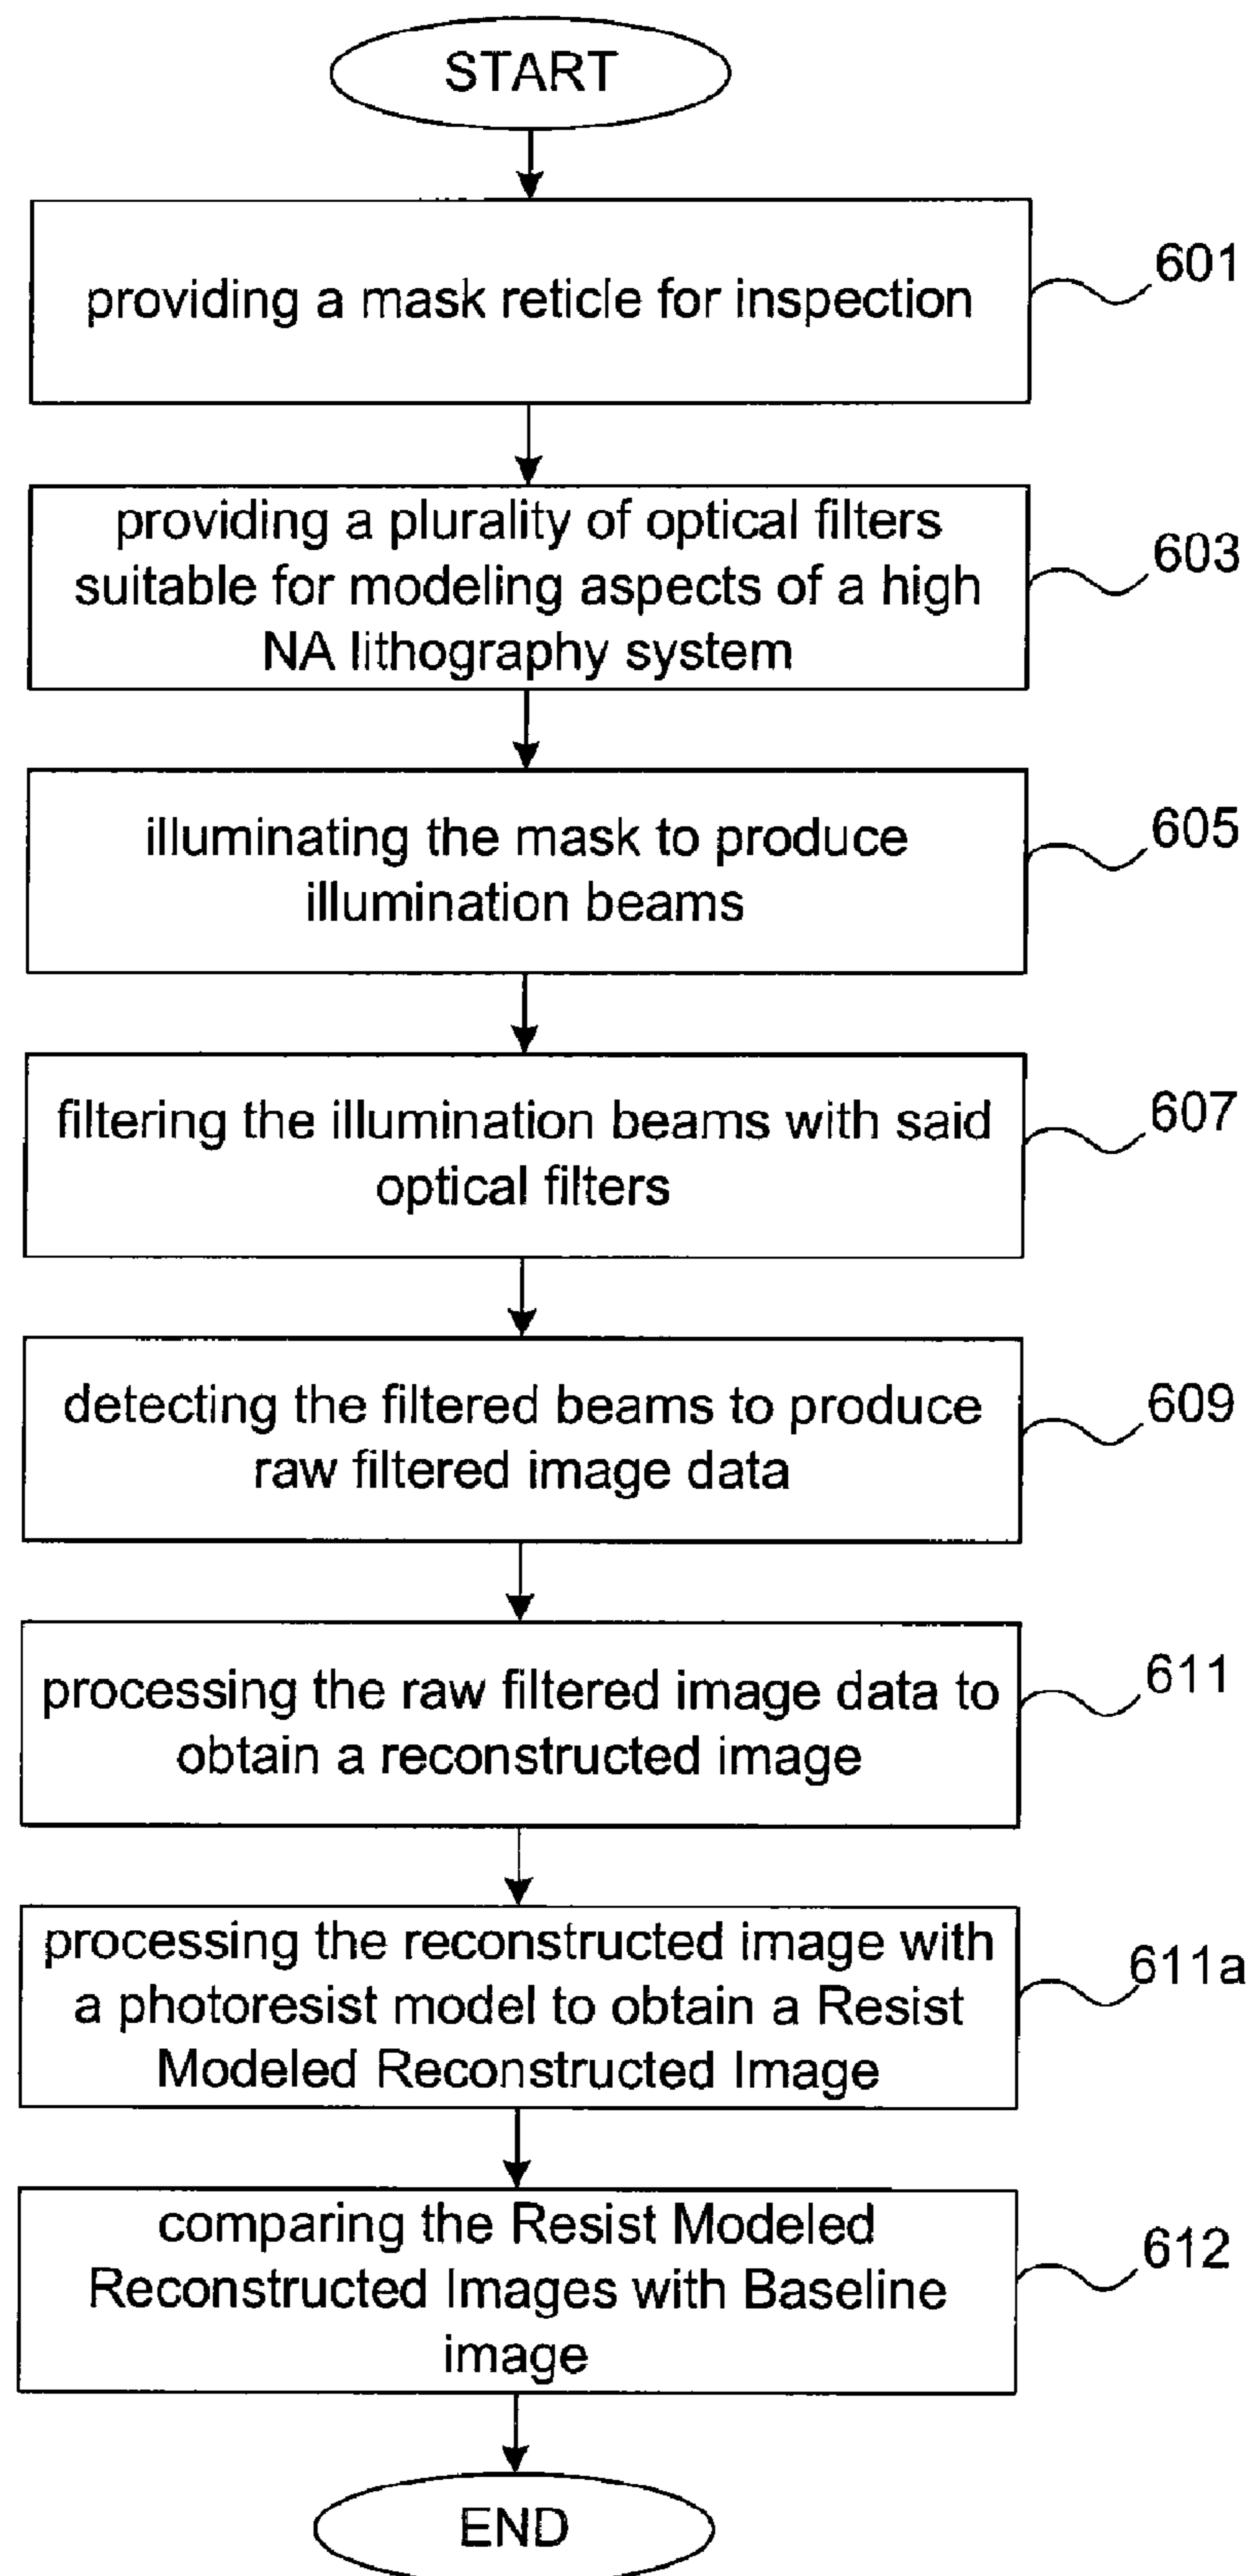 START
providing a mask reticle for inspection
601
providing a plurality of optical filters
suitable for modeling aspects of a high
NA lithography system
603
illuminating the mask to produce
illumination beams
605
filtering the illumination beams with said
optical filters
607
detecting the filtered beams to produce
raw filtered image data
609
processing the raw filtered image data to
obtain a reconstructed image
611
processing the reconstructed image with
a photoresist model to obtain a Resist
Modeled Reconstructed Image
611a
comparing the Resist Modeled
Reconstructed Images with Baseline
image
612
END